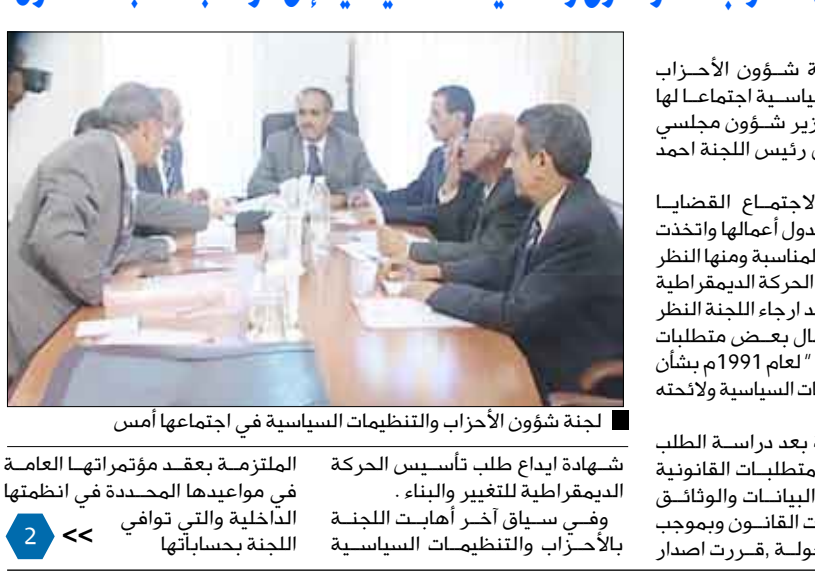 ة شـؤون الأحـزاب
ياسـية اجتماعـا لها
زير شـؤون مجلسي
رئيس اللجنة احمد
لاجتمـاع القضايـا
دول أعمالها واتخذت
لمناسبة ومنها النظر
الحركة الديمقراطية
د ارجاء اللجنة النظر
ال بعـض متطلبات
" لعام 1991م بشأن
ات السياسية ولائحته
بعد دراسـة الطلب
متطلبـات القانونية
البيانـات والوثائـق
ت القانـون وبموجب
خولـة ,قـررت اصدار
لجنة شؤون الأحزاب والتنظيمات السياسية في اجتماعها أمس
شـهادة ايداع طلب تأسـيس الحركة
الديمقراطية للتغيير والبناء .
وفـي سـياق آخـر أهابـت اللجنـة
بالأحـزاب والتنظيمـات السياسـية
الملتزمـة بعقـد مؤتمراتهـا العامـة
في مواعيدها المحـددة في انظمتها
الداخلية والتي توافي
اللجنة بحساباتها
>> 2